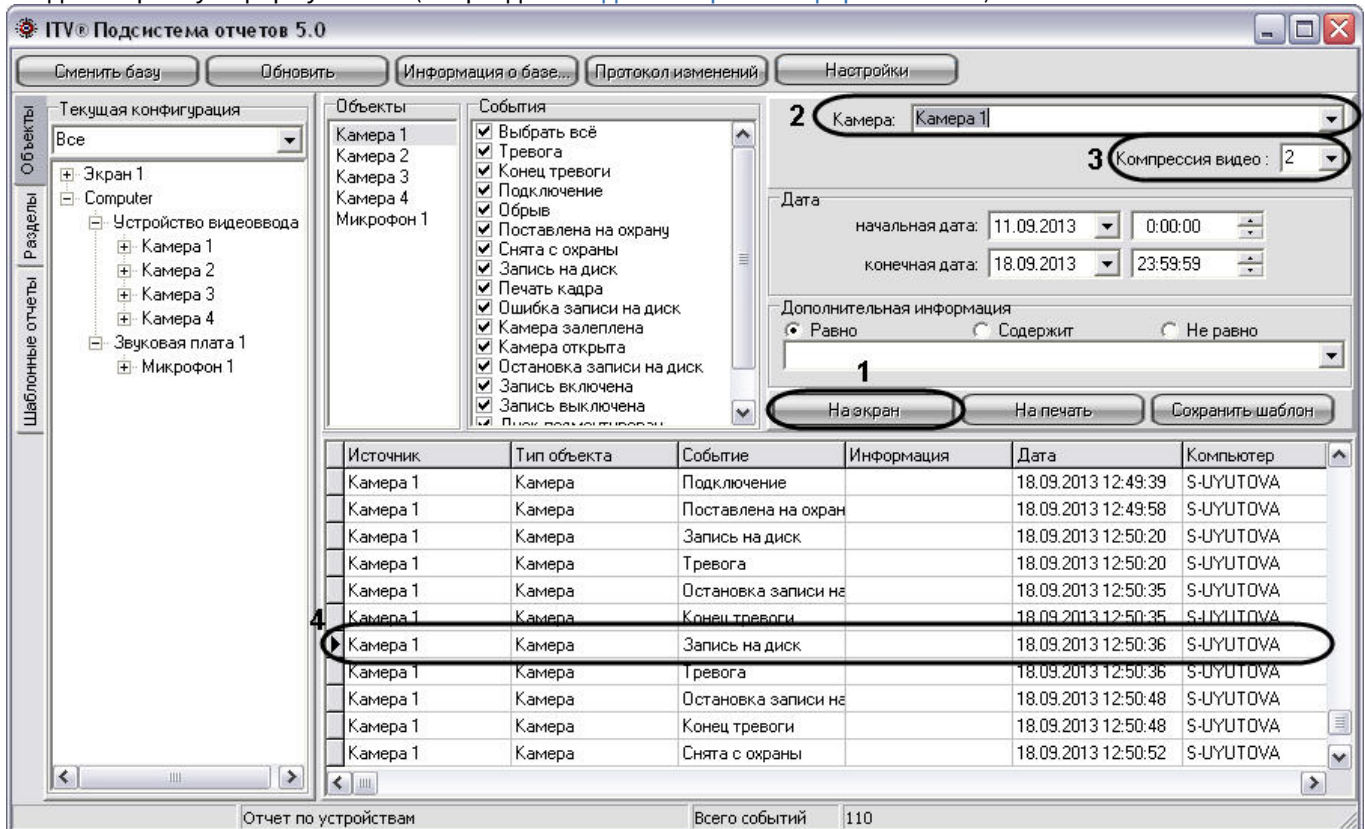 ITV® Подсистема отчетов 5.0
Сменить базу Обновить Информация о базе... Протокол изменений Настройки
Объекты
Разделы
Шаблонные отчеты
Текущая конфигурация
Все
Экран 1
Computer
Устройство видеоввода
Камера 1
Камера 2
Камера 3
Камера 4
Звуковая плата 1
Микрофон 1
Объекты
Камера 1
Камера 2
Камера 3
Камера 4
Микрофон 1
События
Выбрать всё
Тревога
Конец тревоги
Подключение
Обрыв
Поставлена на охрану
Снята с охраны
Запись на диск
Печать кадра
Ошибка записи на диск
Камера залеплена
Камера открыта
Остановка записи на диск
Запись включена
Запись выключена
2 Камера: Камера 1
3 Компрессия видео : 2
Дата
начальная дата: 11.09.2013 0:00:00
конечная дата: 18.09.2013 23:59:59
Дополнительная информация
Равно Содержит Не равно
1
На экран На печать Сохранить шаблон
Источник Тип объекта Событие Информация Дата Компьютер
Камера 1 Камера Подключение 18.09.2013 12:49:39 S-UYUTOVA
Камера 1 Камера Поставлена на охран 18.09.2013 12:49:58 S-UYUTOVA
Камера 1 Камера Запись на диск 18.09.2013 12:50:20 S-UYUTOVA
Камера 1 Камера Тревога 18.09.2013 12:50:20 S-UYUTOVA
Камера 1 Камера Остановка записи на 18.09.2013 12:50:35 S-UYUTOVA
Камера 1 Камера Конец тревоги 18.09.2013 12:50:35 S-UYUTOVA
4 Камера 1 Камера Запись на диск 18.09.2013 12:50:36 S-UYUTOVA
Камера 1 Камера Тревога 18.09.2013 12:50:36 S-UYUTOVA
Камера 1 Камера Остановка записи на 18.09.2013 12:50:48 S-UYUTOVA
Камера 1 Камера Конец тревоги 18.09.2013 12:50:48 S-UYUTOVA
Камера 1 Камера Снята с охраны 18.09.2013 12:50:52 S-UYUTOVA
Отчет по устройствам Всего событий 110